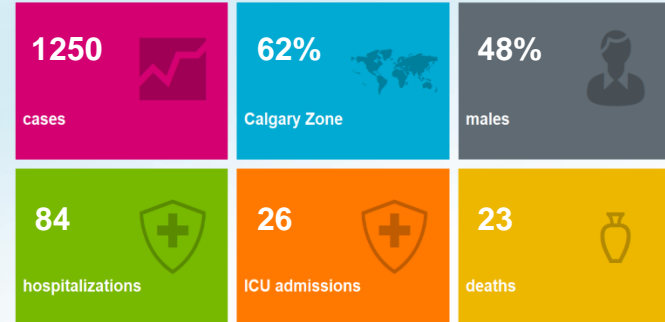 1250
cases
62%
Calgary Zone
48%
males
84
hospitalizations
26
ICU admissions
23
deaths